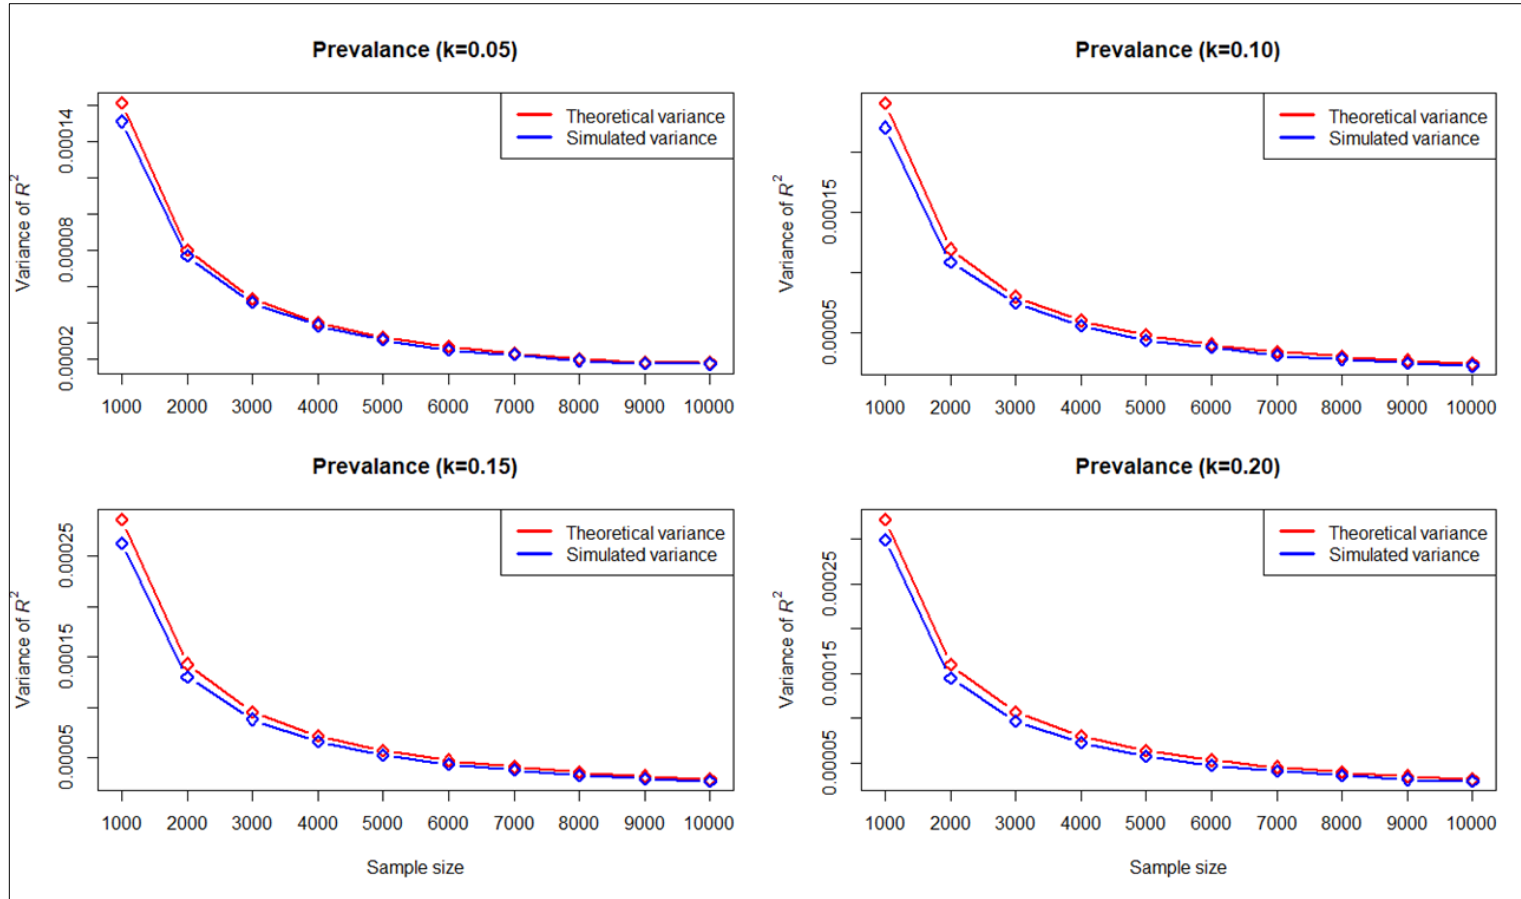 Prevalance (k=0.05)
Variance of R²
0.00014
0.00008
0.00002
Theoretical variance
Simulated variance
1000 2000 3000 4000 5000 6000 7000 8000 9000 10000
Prevalance (k=0.10)
Variance of R²
0.00015
0.00005
Theoretical variance
Simulated variance
1000 2000 3000 4000 5000 6000 7000 8000 9000 10000
Prevalance (k=0.15)
Variance of R²
0.00025
0.00015
0.00005
Theoretical variance
Simulated variance
1000 2000 3000 4000 5000 6000 7000 8000 9000 10000
Sample size
Prevalance (k=0.20)
Variance of R²
0.00025
0.00015
0.00005
Theoretical variance
Simulated variance
1000 2000 3000 4000 5000 6000 7000 8000 9000 10000
Sample size